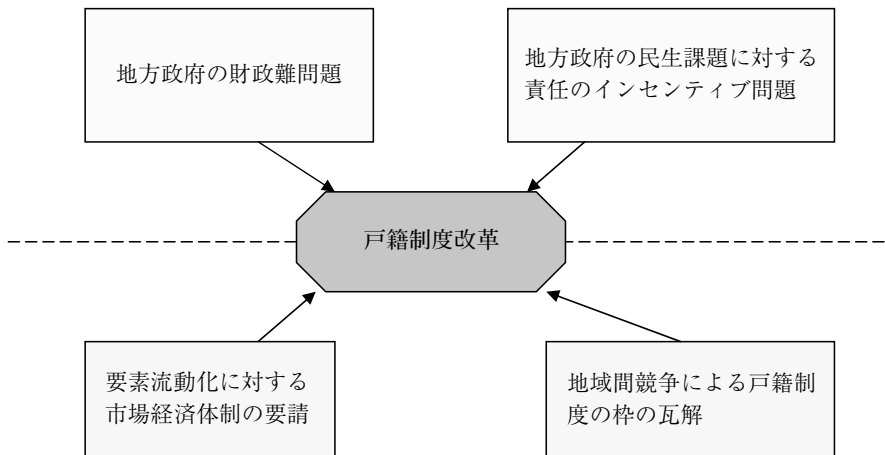 地方政府の財政難問題
地方政府の民生課題に対する
責任のインセンティブ問題
戸籍制度改革
要素流動化に対する
市場経済体制の要請
地域間競争による戸籍制
度の枠の瓦解